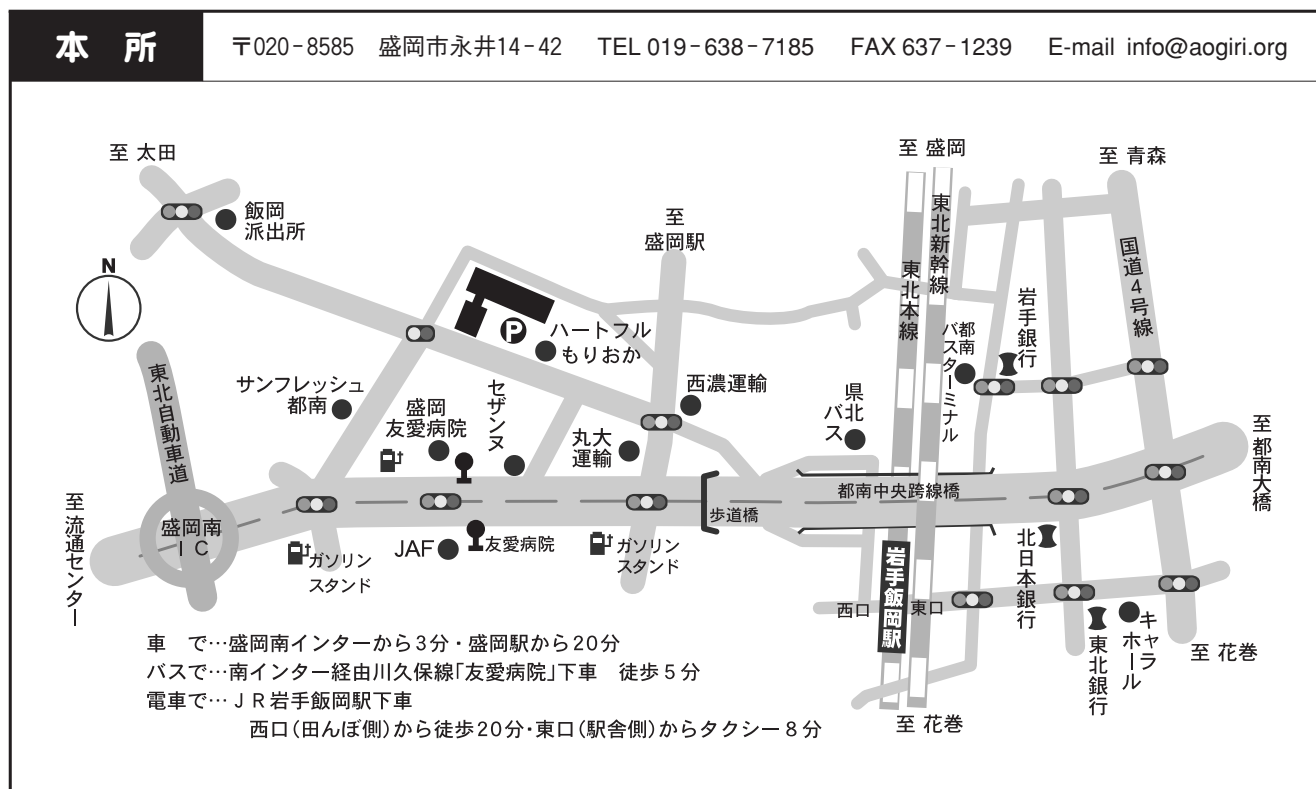 本 所
〒020-8585 盛岡市永井14-42 TEL 019-638-7185 FAX 637-1239 E-mail info@aogiri.org
至 太田
飯岡
派出所
N
至
盛岡駅
至 盛岡
至 青森
東北新幹線
東北本線
国道4号線
岩手銀行
都南
バスターミナル
P
ハートフル
もりおか
東北自動車道
サンフレッシュ
都南
盛岡
友愛病院
セザンヌ
丸大
運輸
西濃運輸
県北
バス
至 都南大橋
至 流通センター
盛岡南
IC
都南中央跨線橋
歩道橋
ガソリン
スタンド
JAF
友愛病院
ガソリン
スタンド
岩手飯岡駅
西口
東口
北日本銀行
東北銀行
キャラ
ホール
至 花巻
至 花巻
車 で…盛岡南インターから3分・盛岡駅から20分
バスで…南インター経由川久保線「友愛病院」下車 徒歩5分
電車で…JR岩手飯岡駅下車
西口(田んぼ側)から徒歩20分・東口(駅舎側)からタクシー8分